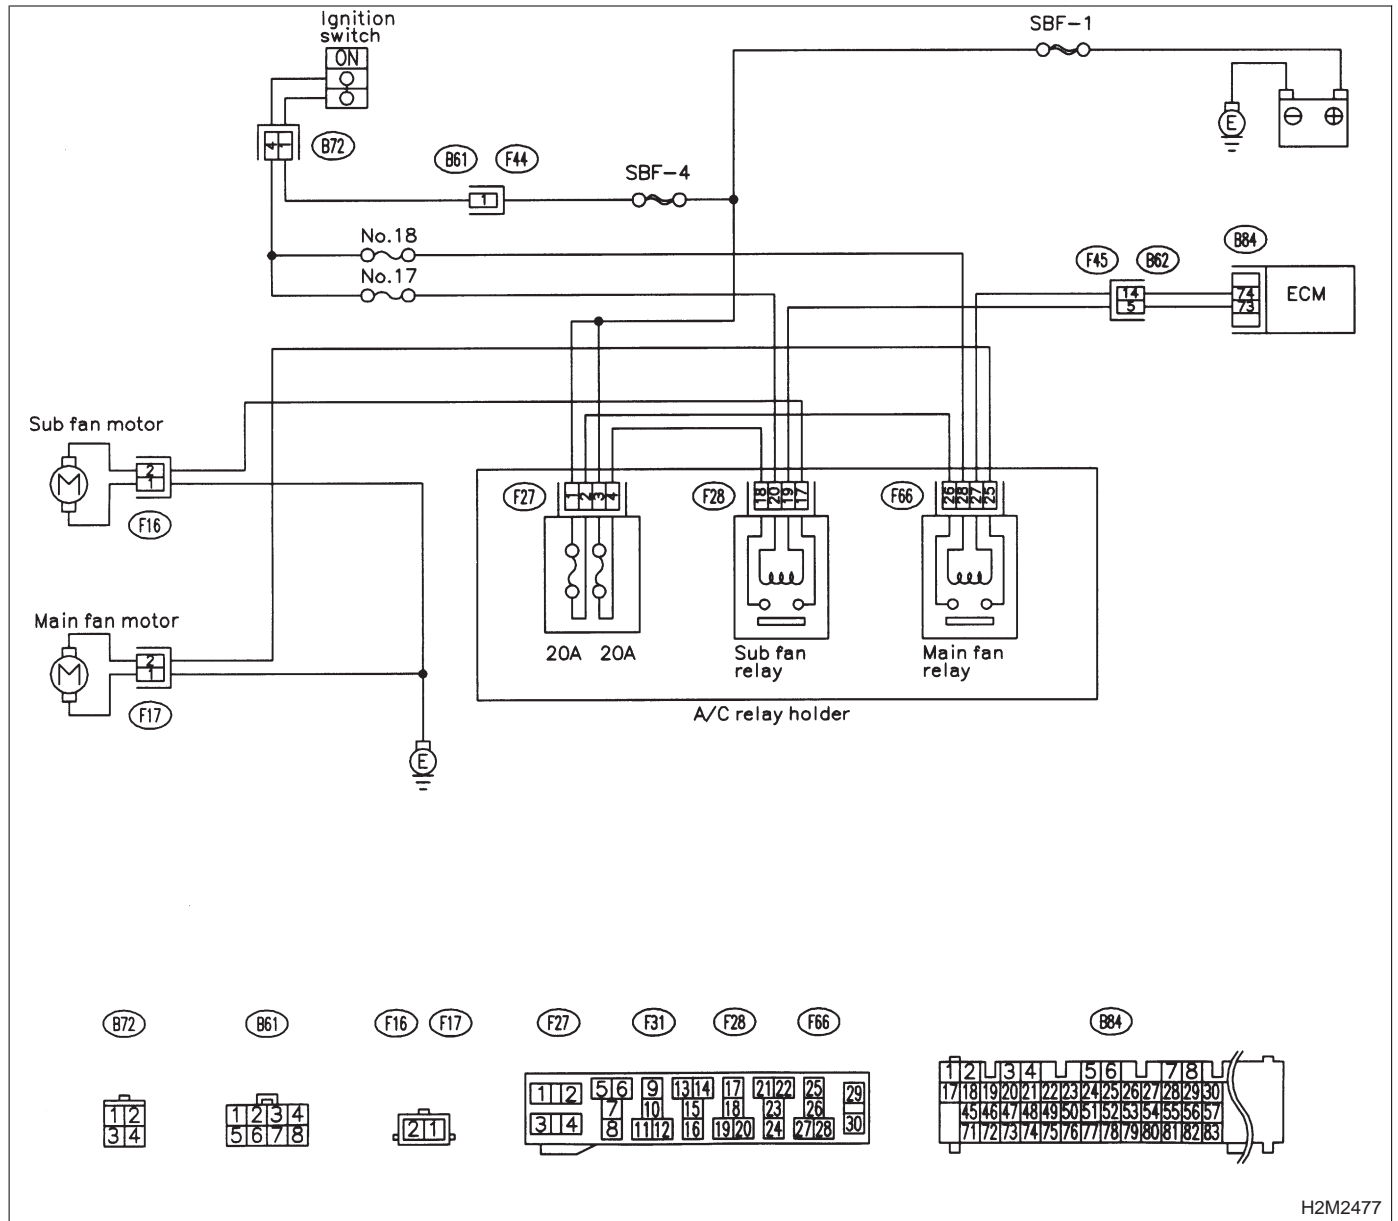 Ignition
switch
ON
SBF-1
E
⊖ ⊕
4 1
B72
B61 F44
1
SBF-4
No.18
No.17
F45 B62
14
5
B84
74
73
ECM
Sub fan motor
M
2
1
F16
Main fan motor
M
2
1
F17
E
F27
1 2 3 4
20A 20A
F28
18 20 19 17
Sub fan
relay
F66
26 28 27 25
Main fan
relay
A/C relay holder
B72
1 2
3 4
B61
1 2 3 4
5 6 7 8
F16 F17
2 1
F27 F31 F28 F66
1 2 5 6 9 13 14 17 21 22 25 29
7 10 15 18 23 26
3 4 8 11 12 16 19 20 24 27 28 30
B84
1 2 3 4 5 6 7 8
17 18 19 20 21 22 23 24 25 26 27 28 29 30
45 46 47 48 49 50 51 52 53 54 55 56 57
71 72 73 74 75 76 77 78 79 80 81 82 83
H2M2477